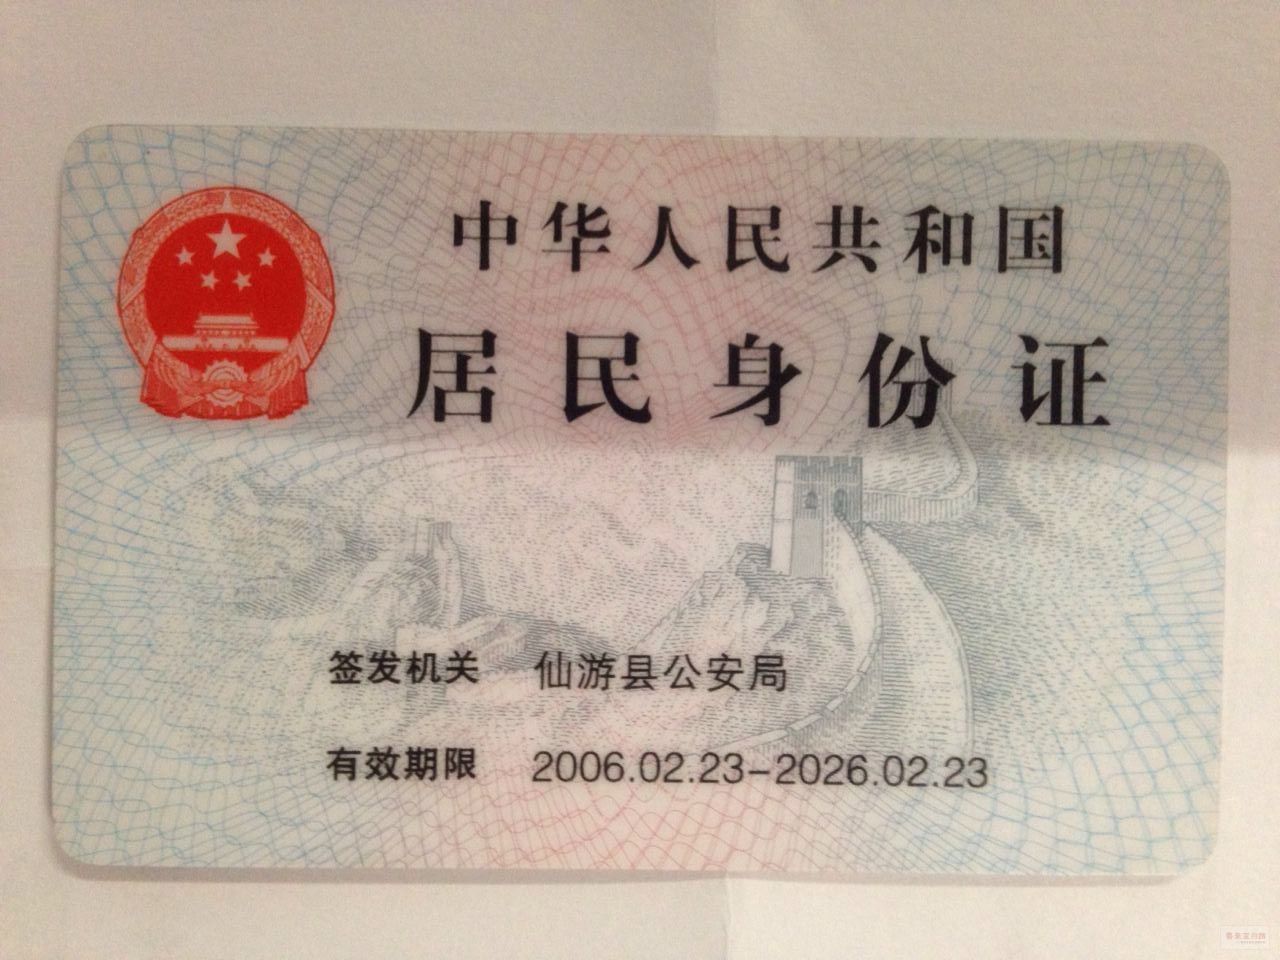 中华人民共和国
居民身份证
签发机关 仙游县公安局
有效期限 2006.02.23-2026.02.23